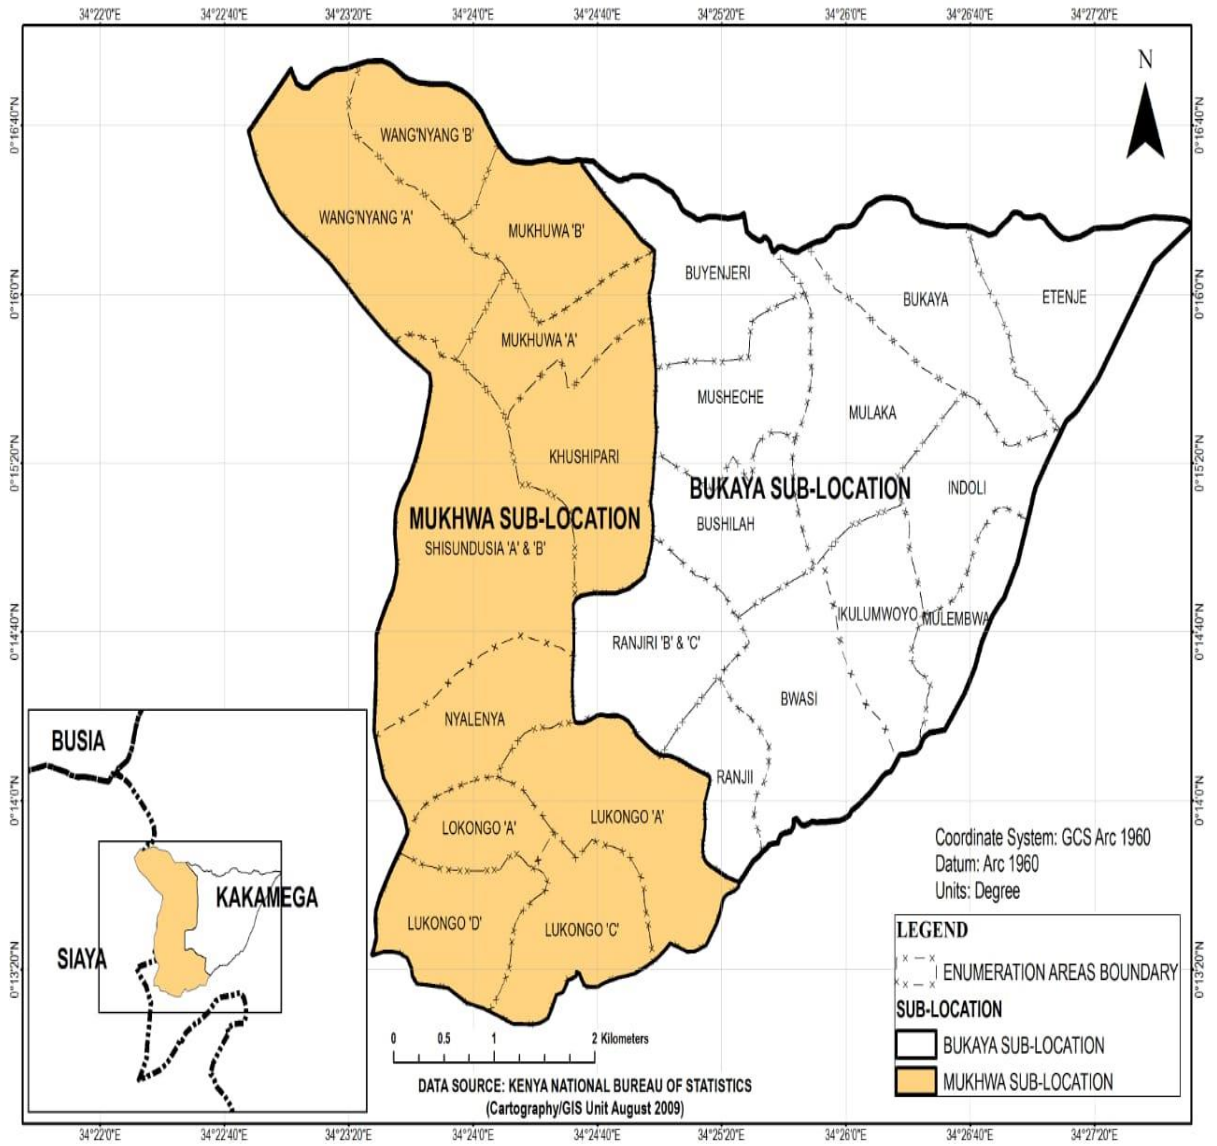 34°22'0"E 34°22'40"E 34°23'20"E 34°24'0"E 34°24'40"E 34°25'20"E 34°26'0"E 34°26'40"E 34°27'20"E
N
0°16'40"N 0°16'40"N
WANG'NYANG 'B'
WANG'NYANG 'A'
MUKHUWA 'B'
BUYENJERI
BUKAYA
ETENJE
0°16'0"N 0°16'0"N
MUKHUWA 'A'
MUSHECHE
MULAKA
KHUSHIPARI
0°15'20"N 0°15'20"N
BUKAYA SUB-LOCATION
INDOLI
MUKHWA SUB-LOCATION
BUSHILAH
SHISUNDUSIA 'A' & 'B'
IKULUMWOYO
MULEMBWA
0°14'40"N 0°14'40"N
RANJIRI 'B' & 'C'
BWASI
NYALENYA
RANJII
BUSIA
0°14'0"N 0°14'0"N
LUKONGO 'A'
LOKONGO 'A'
Coordinate System: GCS Arc 1960
Datum: Arc 1960
Units: Degree
KAKAMEGA
LUKONGO 'D'
LUKONGO 'C'
SIAYA
0°13'20"N 0°13'20"N
LEGEND
ENUMERATION AREAS BOUNDARY
SUB-LOCATION
BUKAYA SUB-LOCATION
MUKHWA SUB-LOCATION
0 0.5 1 2 Kilometers
DATA SOURCE: KENYA NATIONAL BUREAU OF STATISTICS
(Cartography/GIS Unit August 2009)
34°22'0"E 34°22'40"E 34°23'20"E 34°24'0"E 34°24'40"E 34°25'20"E 34°26'0"E 34°26'40"E 34°27'20"E